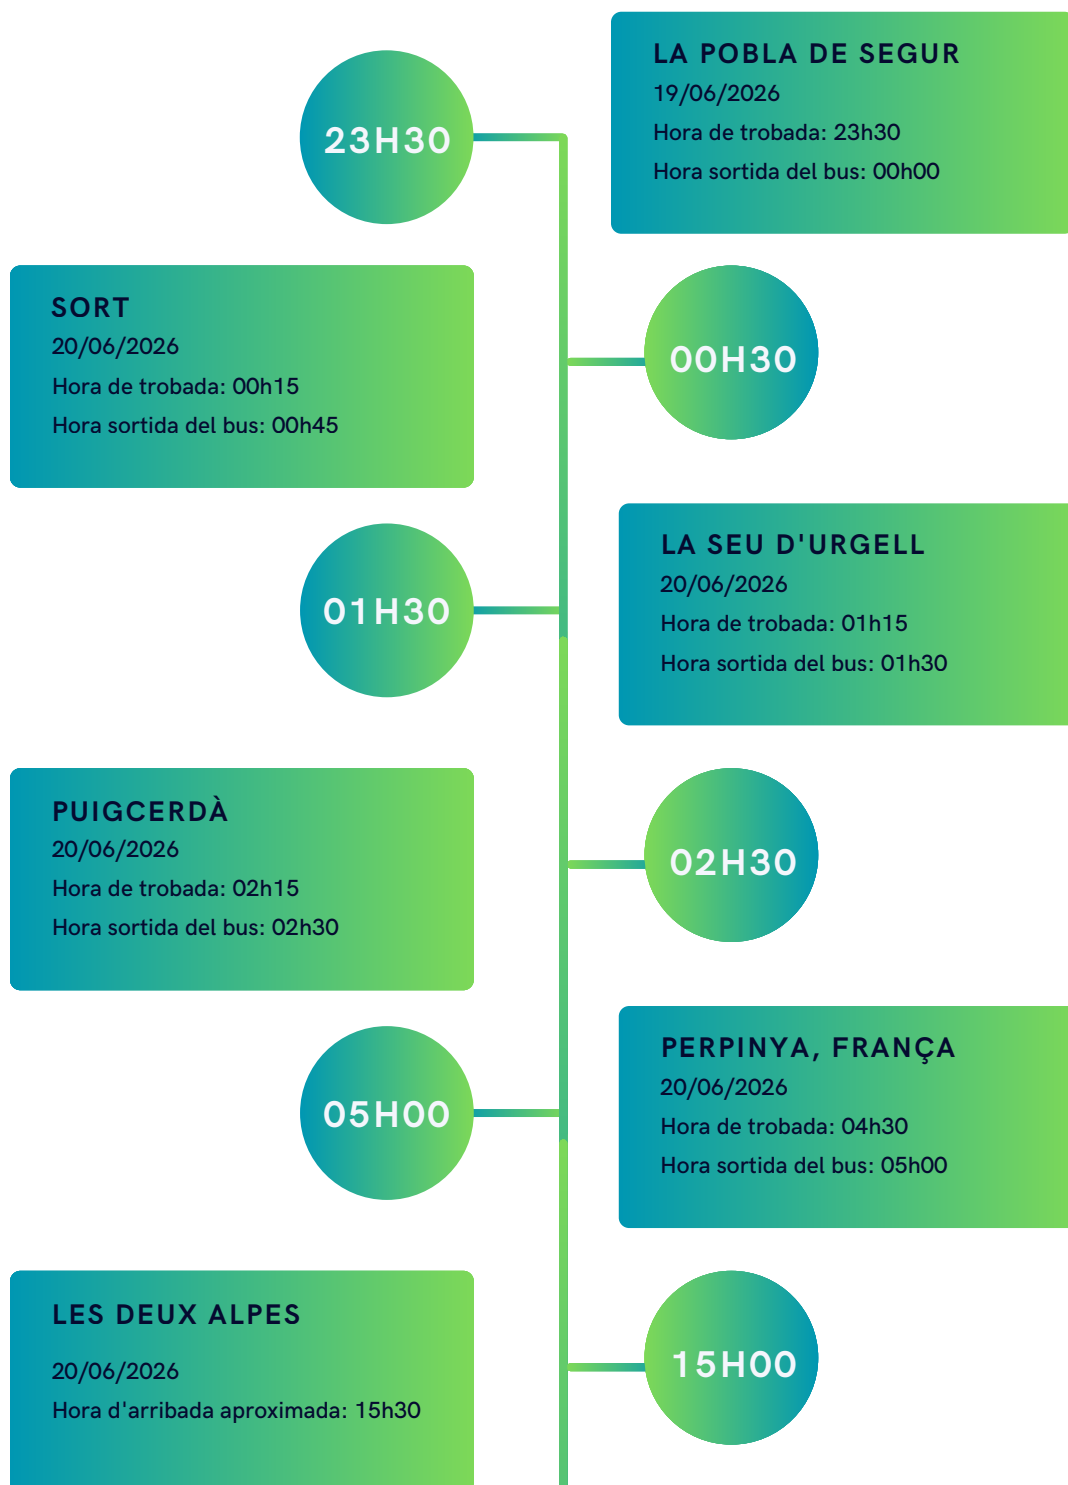 23H30
LA POBLA DE SEGUR
19/06/2026
Hora de trobada: 23h30
Hora sortida del bus: 00h00
SORT
20/06/2026
Hora de trobada: 00h15
Hora sortida del bus: 00h45
00H30
01H30
LA SEU D'URGELL
20/06/2026
Hora de trobada: 01h15
Hora sortida del bus: 01h30
PUIGCERDÀ
20/06/2026
Hora de trobada: 02h15
Hora sortida del bus: 02h30
02H30
05H00
PERPINYA, FRANÇA
20/06/2026
Hora de trobada: 04h30
Hora sortida del bus: 05h00
LES DEUX ALPES
20/06/2026
Hora d'arribada aproximada: 15h30
15H00